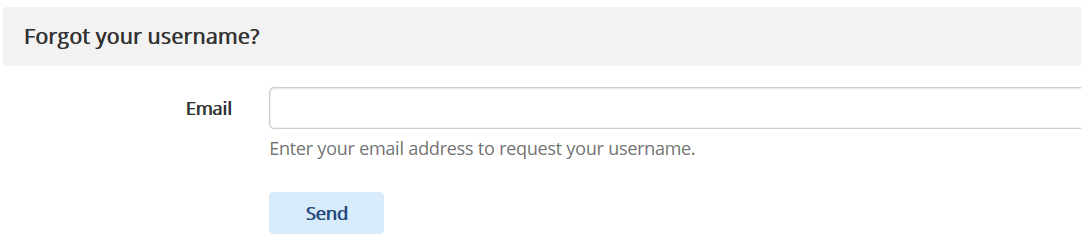 Forgot your username?
Email
Enter your email address to request your username.
Send